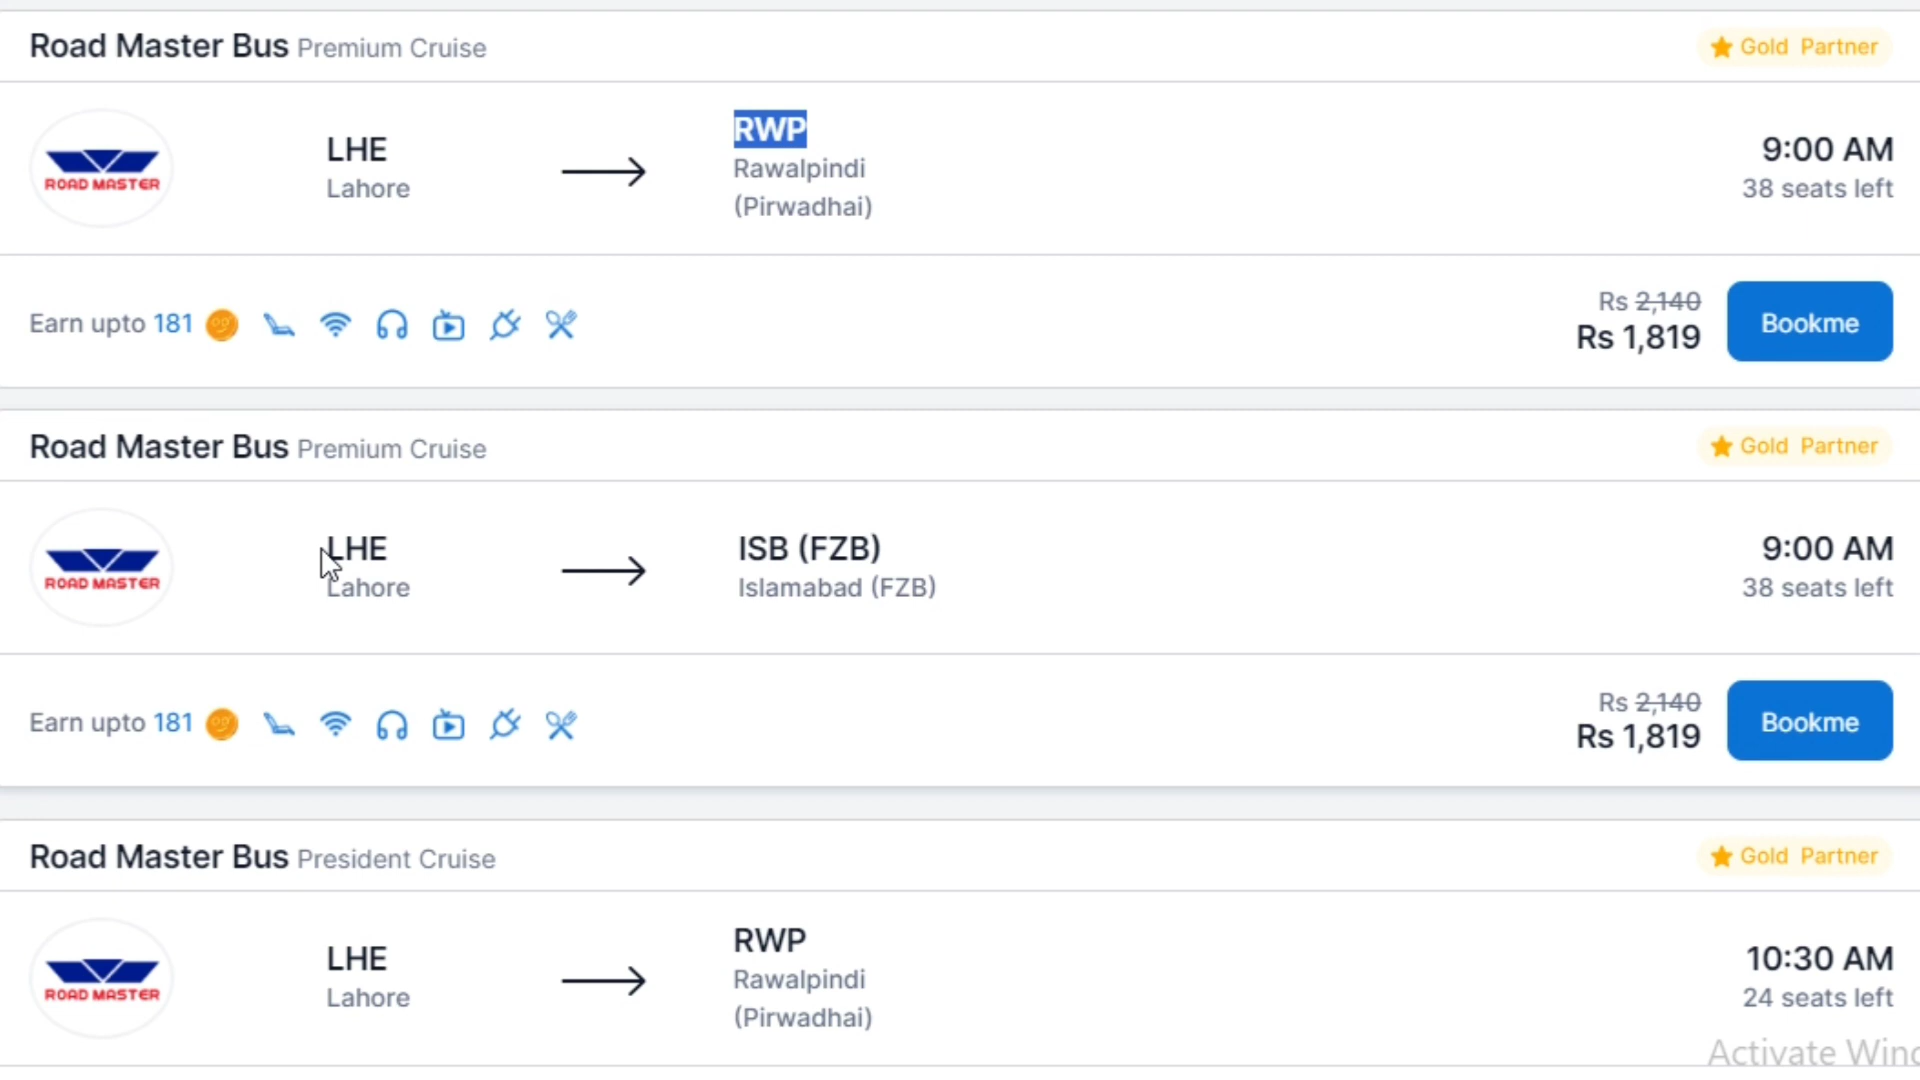 Road Master Bus Premium Cruise
Gold Partner
ROAD MASTER
LHE
Lahore
RWP
Rawalpindi
(Pirwadhai)
9:00 AM
38 seats left
Earn upto 181
Rs 2,140
Rs 1,819
Bookme
Road Master Bus Premium Cruise
Gold Partner
ROAD MASTER
LHE
Lahore
ISB (FZB)
Islamabad (FZB)
9:00 AM
38 seats left
Earn upto 181
Rs 2,140
Rs 1,819
Bookme
Road Master Bus President Cruise
Gold Partner
ROAD MASTER
LHE
Lahore
RWP
Rawalpindi
(Pirwadhai)
10:30 AM
24 seats left
Activate